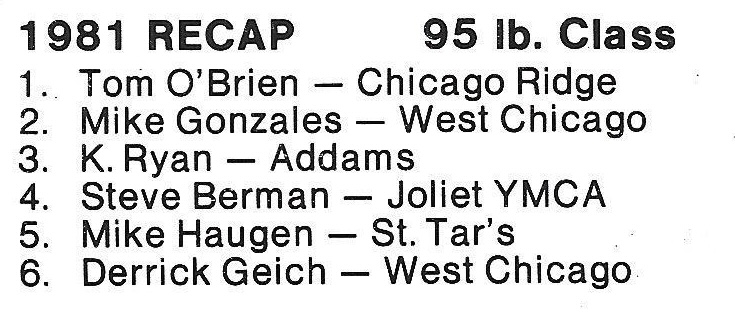 1981 RECAP 95 lb. Class
1. Tom O'Brien — Chicago Ridge
2. Mike Gonzales — West Chicago
3. K. Ryan — Addams
4. Steve Berman — Joliet YMCA
5. Mike Haugen — St. Tar's
6. Derrick Geich — West Chicago